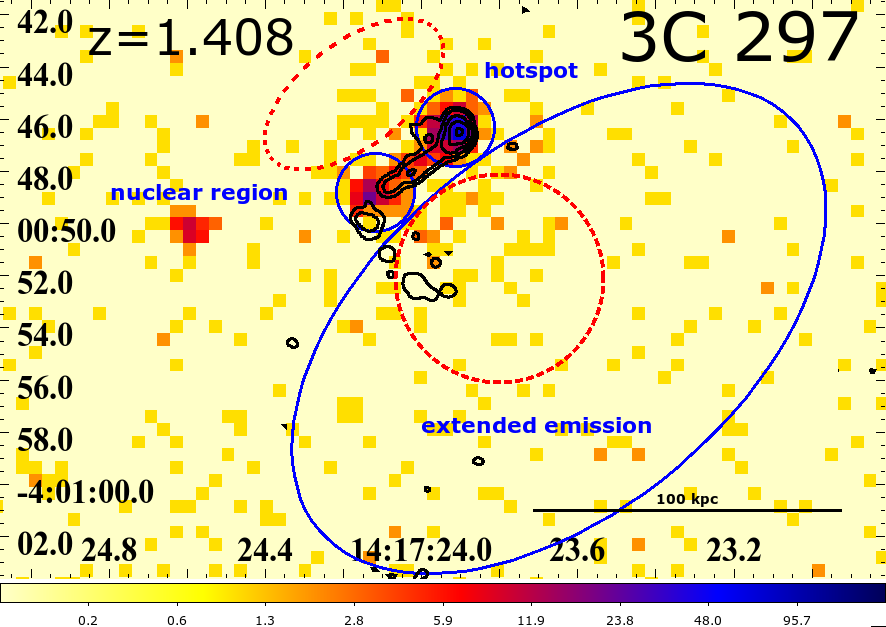 42.0
z=1.408
3C 297
44.0
hotspot
46.0
48.0
nuclear region
00:50.0
52.0
54.0
56.0
extended emission
58.0
-4:01:00.0
100 kpc
02.0
24.8 24.4 14:17:24.0 23.6 23.2
0.2 0.6 1.3 2.8 5.9 11.9 23.8 48.0 95.7